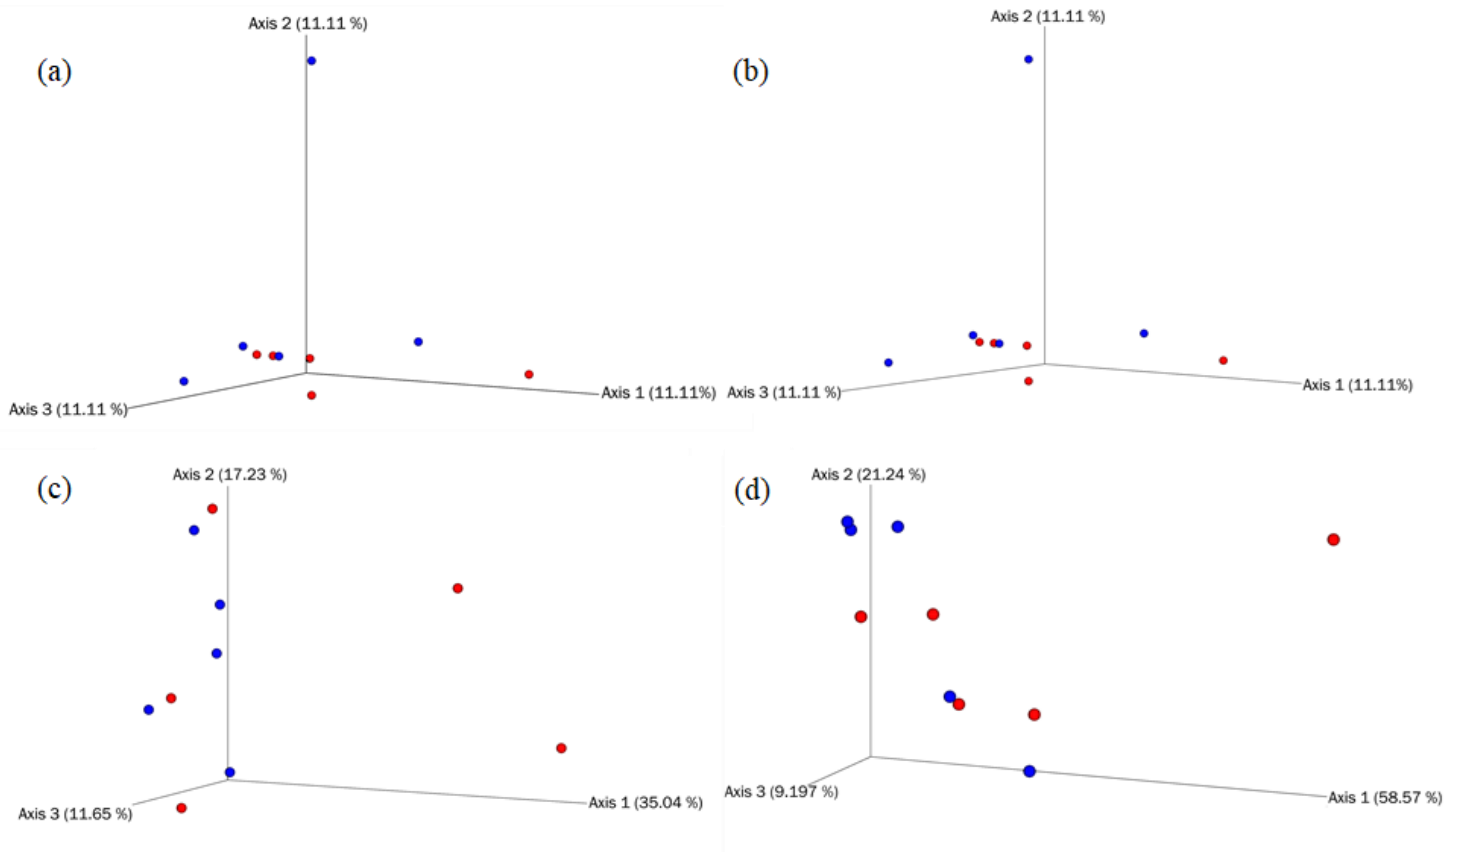 Axis 2 (11.11 %)
(a)
Axis 1 (11.11%)
Axis 3 (11.11 %)
Axis 2 (11.11 %)
(b)
Axis 1 (11.11%)
Axis 3 (11.11 %)
Axis 2 (17.23 %)
(c)
Axis 1 (35.04 %)
Axis 3 (11.65 %)
Axis 2 (21.24 %)
(d)
Axis 3 (9.197 %)
Axis 1 (58.57 %)